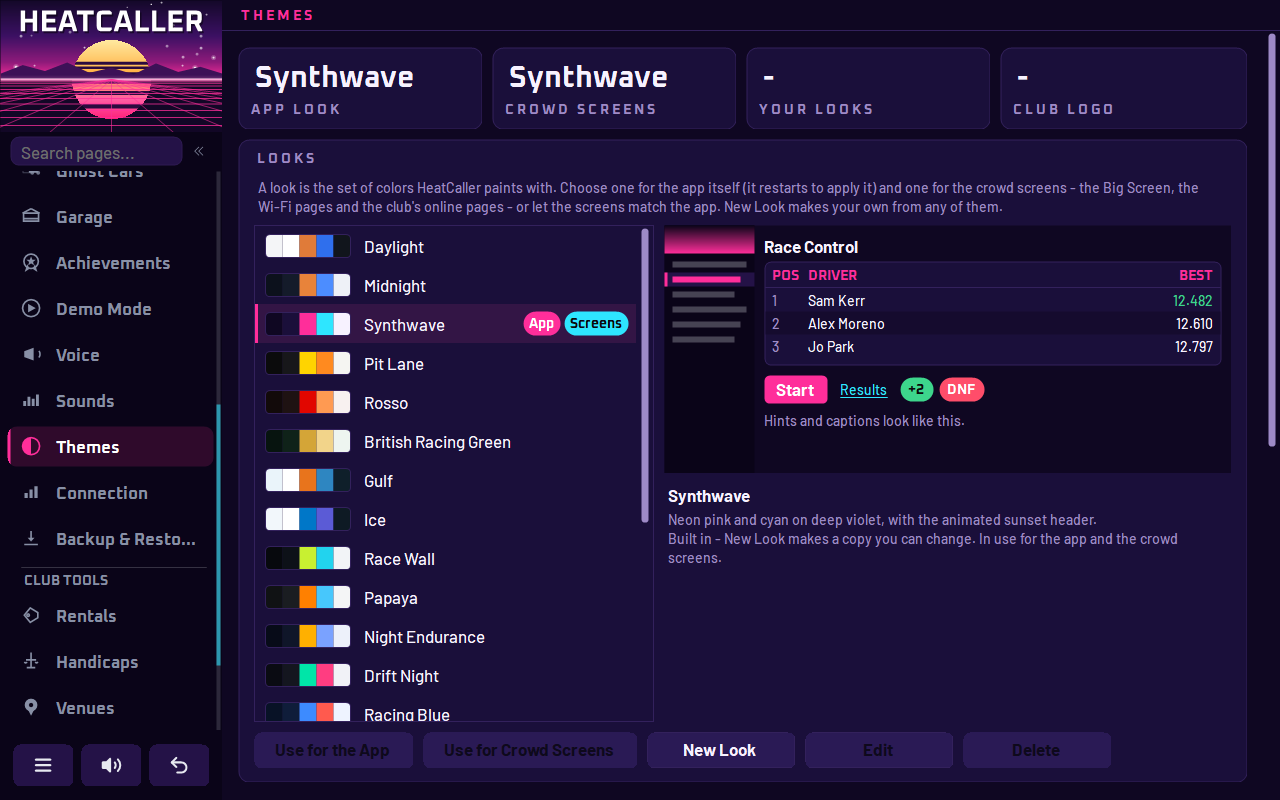 HEATCALLER
Search pages...
«
Ghost Cars
Garage
Achievements
Demo Mode
Voice
Sounds
Themes
Connection
Backup & Resto...
CLUB TOOLS
Rentals
Handicaps
Venues
THEMES
Synthwave
APP LOOK
Synthwave
CROWD SCREENS
-
YOUR LOOKS
-
CLUB LOGO
LOOKS
A look is the set of colors HeatCaller paints with. Choose one for the app itself (it restarts to apply it) and one for the crowd screens - the Big Screen, the
Wi-Fi pages and the club's online pages - or let the screens match the app. New Look makes your own from any of them.
Daylight
Midnight
Synthwave App Screens
Pit Lane
Rosso
British Racing Green
Gulf
Ice
Race Wall
Papaya
Night Endurance
Drift Night
Racing Blue
Race Control
POS DRIVER BEST
1 Sam Kerr 12.482
2 Alex Moreno 12.610
3 Jo Park 12.797
Start Results +2 DNF
Hints and captions look like this.
Synthwave
Neon pink and cyan on deep violet, with the animated sunset header.
Built in - New Look makes a copy you can change. In use for the app and the crowd
screens.
Use for the App Use for Crowd Screens New Look Edit Delete